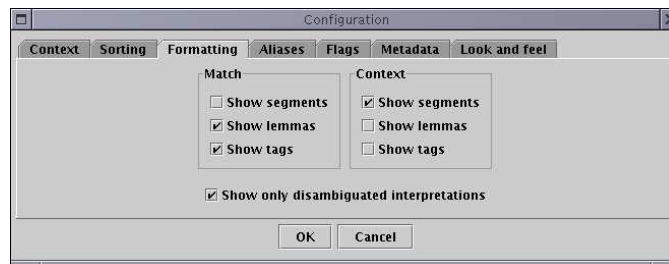 Configuration
Context Sorting Formatting Aliases Flags Metadata Look and feel
Match Context
Show segments Show segments
Show lemmas Show lemmas
Show tags Show tags
Show only disambiguated interpretations
OK Cancel